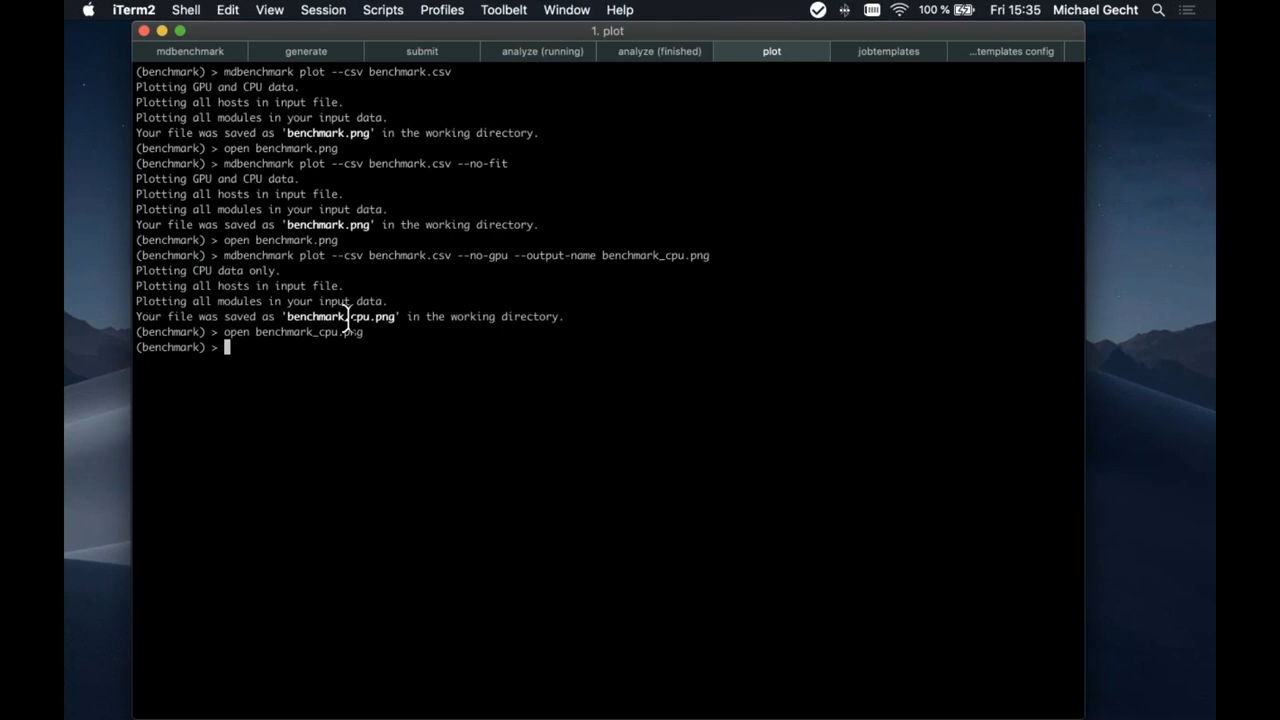 iTerm2 Shell Edit View Session Scripts Profiles Toolbelt Window Help 100 % Fri 15:35 Michael Gecht
1. plot
mdbenchmark generate submit analyze (running) analyze (finished) plot jobtemplates ...templates config
(benchmark) > mdbenchmark plot --csv benchmark.csv
Plotting GPU and CPU data.
Plotting all hosts in input file.
Plotting all modules in your input data.
Your file was saved as 'benchmark.png' in the working directory.
(benchmark) > open benchmark.png
(benchmark) > mdbenchmark plot --csv benchmark.csv --no-fit
Plotting GPU and CPU data.
Plotting all hosts in input file.
Plotting all modules in your input data.
Your file was saved as 'benchmark.png' in the working directory.
(benchmark) > open benchmark.png
(benchmark) > mdbenchmark plot --csv benchmark.csv --no-gpu --output-name benchmark_cpu.png
Plotting CPU data only.
Plotting all hosts in input file.
Plotting all modules in your input data.
Your file was saved as 'benchmark_cpu.png' in the working directory.
(benchmark) > open benchmark_cpu.png
(benchmark) >